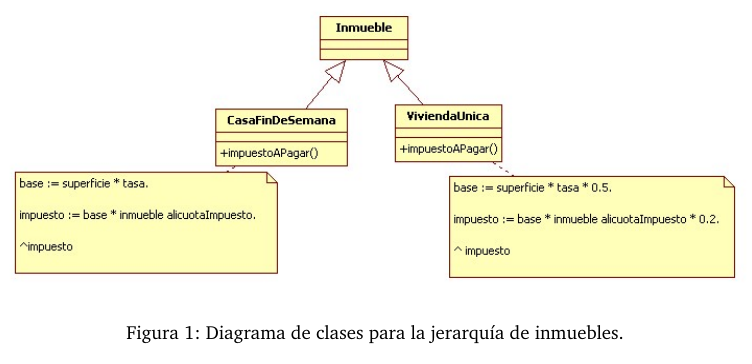 Inmueble
CasaFinDeSemana
+impuestoAPagar()
ViviendaUnica
+impuestoAPagar()
base := superficie * tasa.
impuesto := base * inmueble alicuotaImpuesto.
^impuesto
base := superficie * tasa * 0.5.
impuesto := base * inmueble alicuotaImpuesto * 0.2.
^ impuesto
Figura 1: Diagrama de clases para la jerarquía de inmuebles.